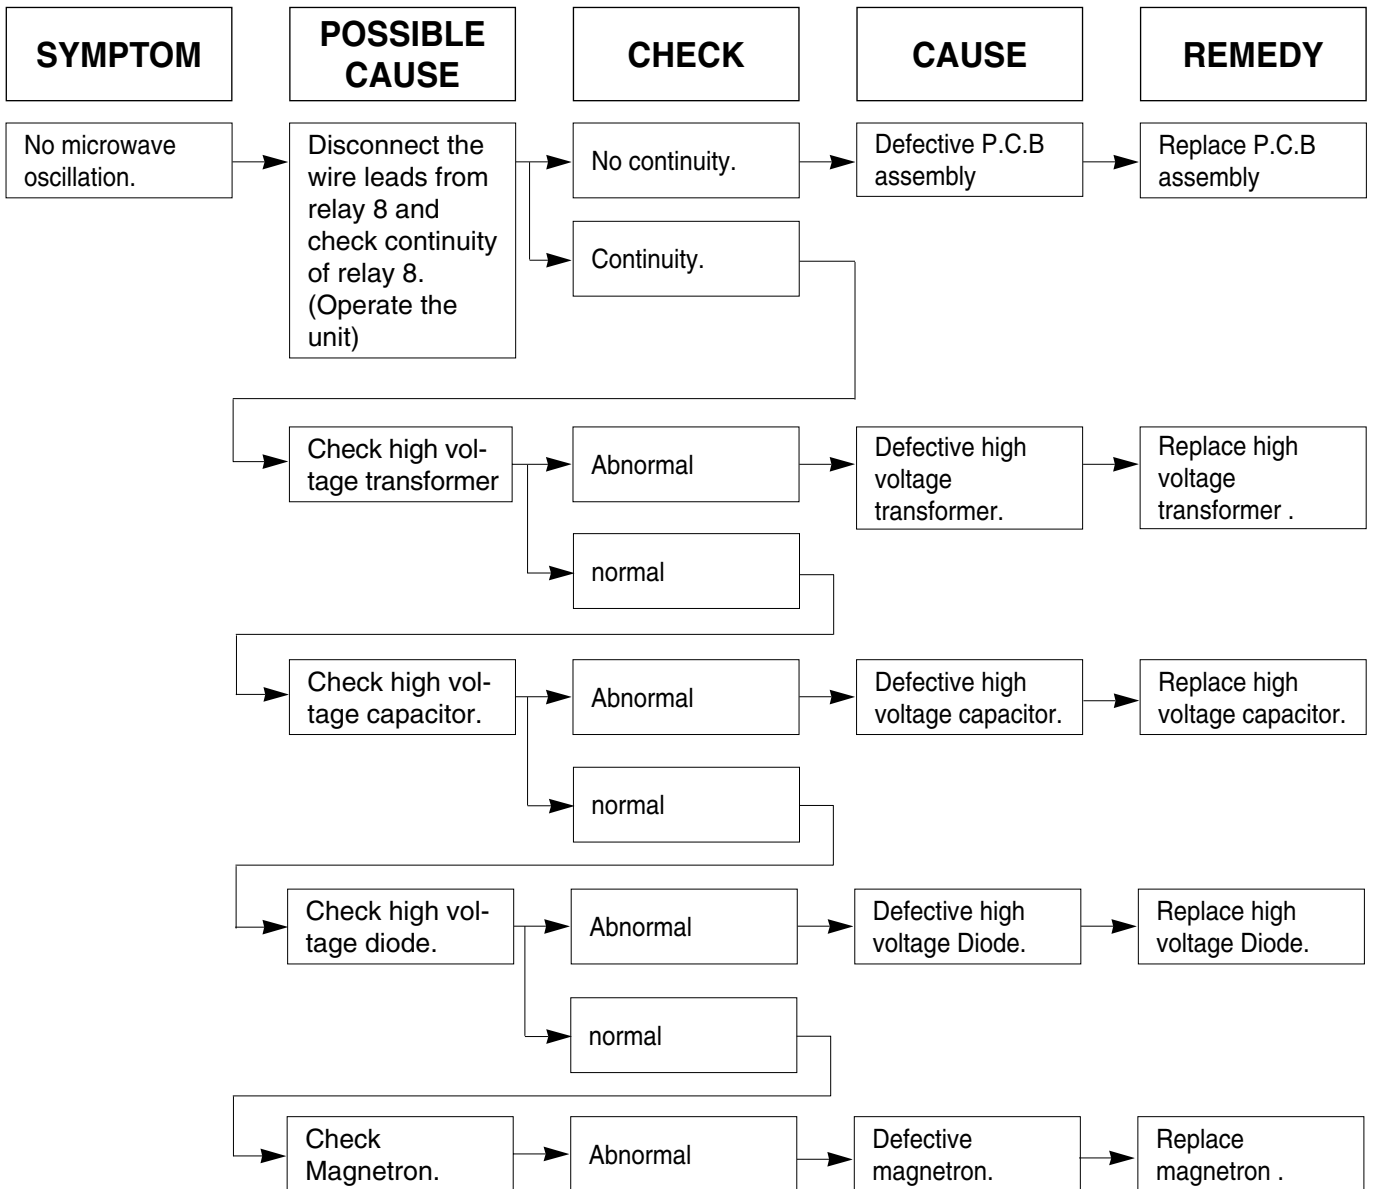 SYMPTOM
POSSIBLE
CAUSE
CHECK
CAUSE
REMEDY
No microwave
oscillation.
Disconnect the
wire leads from
relay 8 and
check continuity
of relay 8.
(Operate the
unit)
No continuity.
Defective P.C.B
assembly
Replace P.C.B
assembly
Continuity.
Check high vol-
tage transformer
Abnormal
Defective high
voltage
transformer.
Replace high
voltage
transformer .
normal
Check high vol-
tage capacitor.
Abnormal
Defective high
voltage capacitor.
Replace high
voltage capacitor.
normal
Check high vol-
tage diode.
Abnormal
Defective high
voltage Diode.
Replace high
voltage Diode.
normal
Check
Magnetron.
Abnormal
Defective
magnetron.
Replace
magnetron .